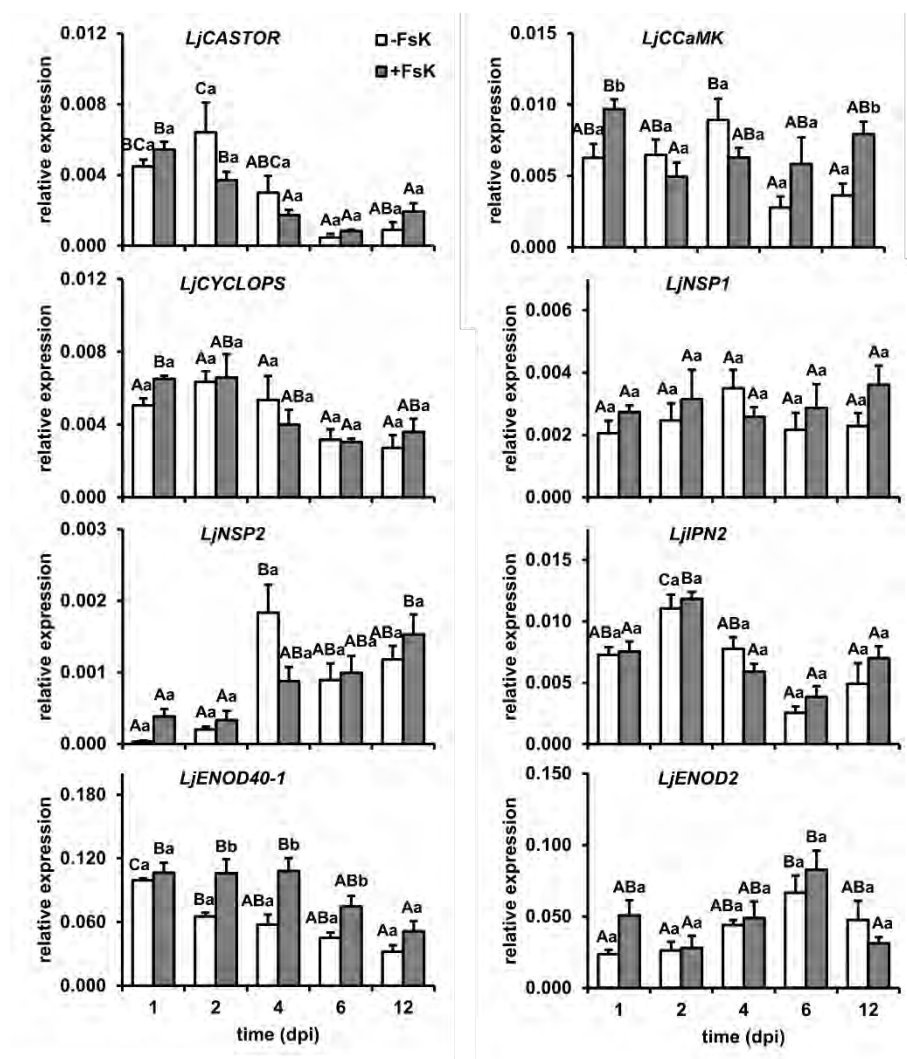 LjCASTOR
-FsK
+FsK
relative expression
0.012
0.008
0.004
0.000
BCa Ba Ca Ba ABCa Aa Aa Aa ABa Aa
LjCCaMK
relative expression
0.015
0.010
0.005
0.000
ABa Bb ABa Aa Ba ABa Aa ABa Aa ABb
LjCYCLOPS
relative expression
0.012
0.008
0.004
0.000
Aa Ba Aa ABa Aa ABa Aa Aa Aa ABa
LjNSP1
relative expression
0.006
0.004
0.002
0.000
Aa Aa Aa Aa Aa Aa Aa Aa Aa Aa
LjNSP2
relative expression
0.003
0.002
0.001
0.000
Aa Aa Aa Aa Ba ABa ABa ABa ABa Ba
LjIPN2
relative expression
0.015
0.010
0.005
0.000
ABa Aa Ca Ba ABa Aa Aa Aa Aa Aa
LjENOD40-1
relative expression
0.180
0.120
0.060
0.000
Ca Ba Ba Bb ABa Bb ABa ABb Aa Aa
1 2 4 6 12
time (dpi)
LjENOD2
relative expression
0.150
0.100
0.050
0.000
Aa ABa Aa Aa ABa ABa Ba Ba ABa Aa
1 2 4 6 12
time (dpi)